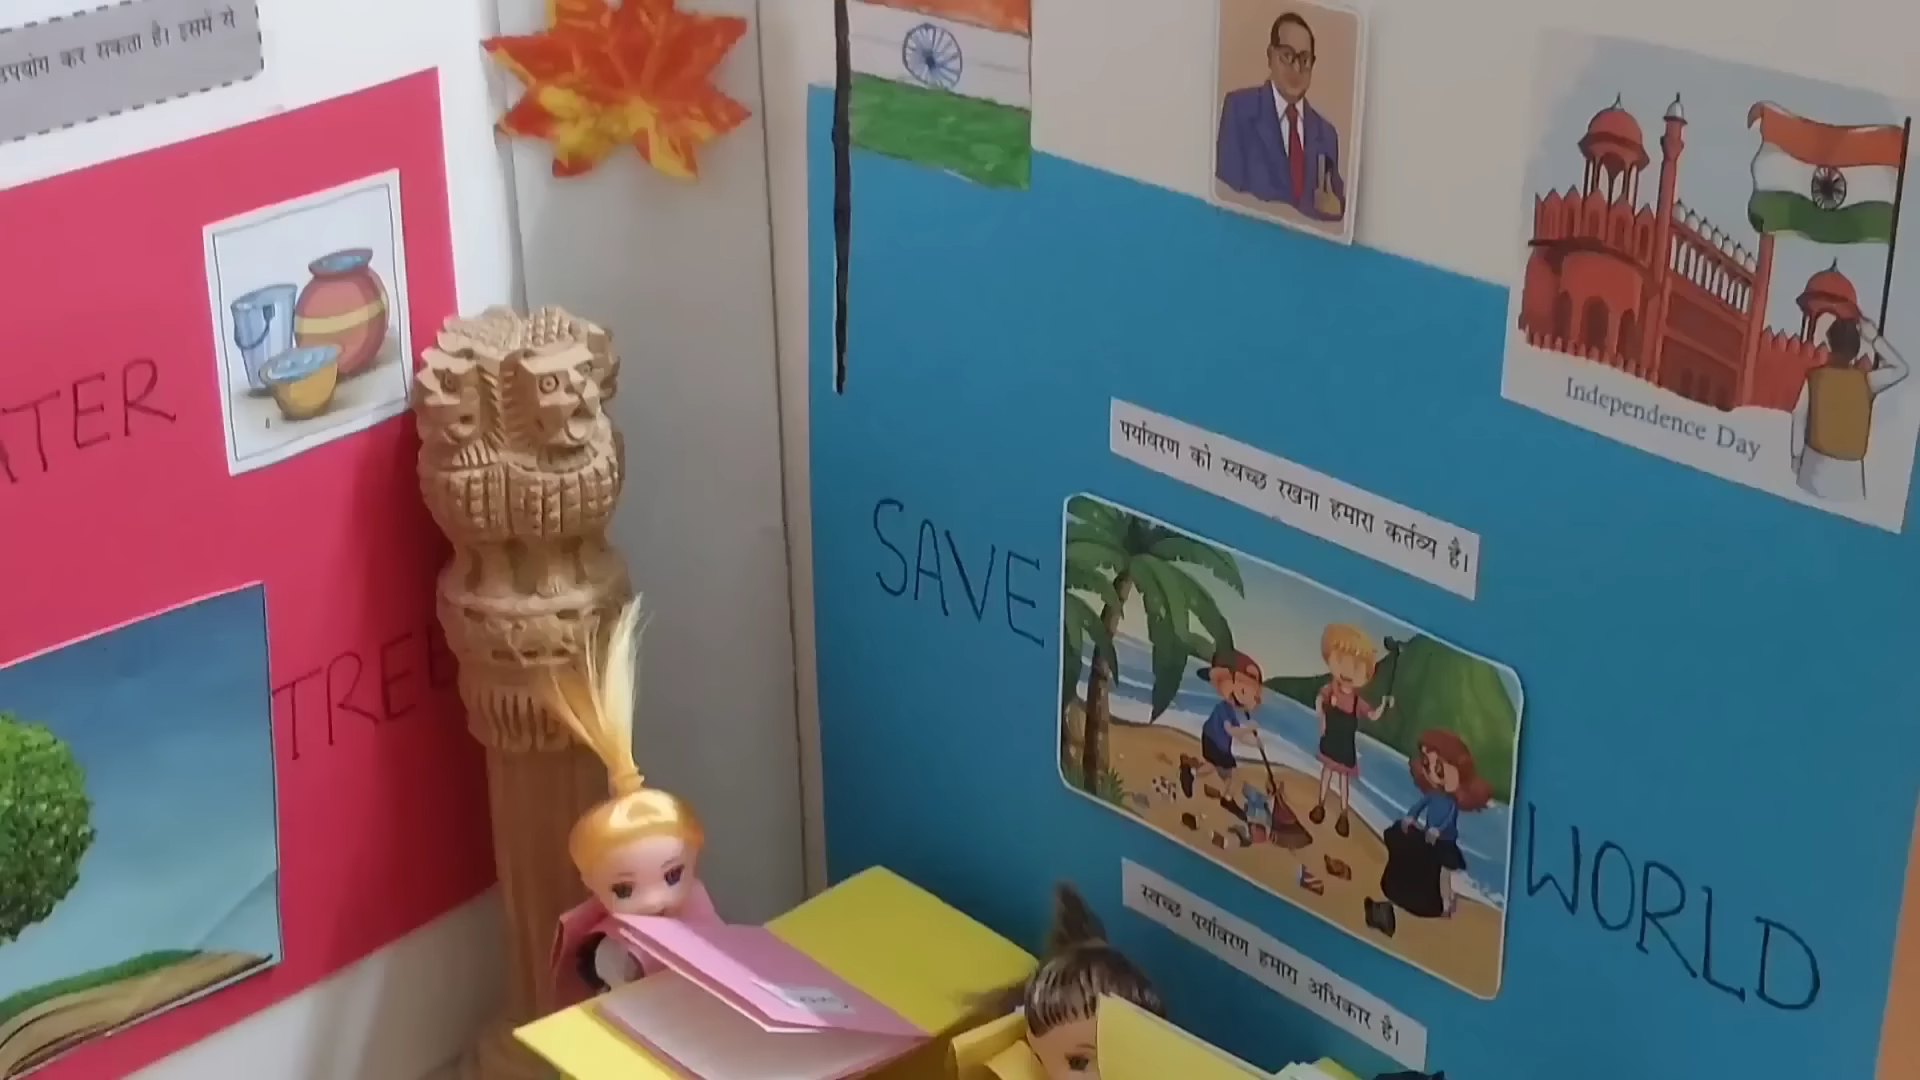 उपयोग कर सकता है। इसमें से
TREE
Independence Day
पर्यावरण को स्वच्छ रखना हमारा कर्तव्य है।
SAVE
WORLD
स्वच्छ पर्यावरण हमारा अधिकार है।